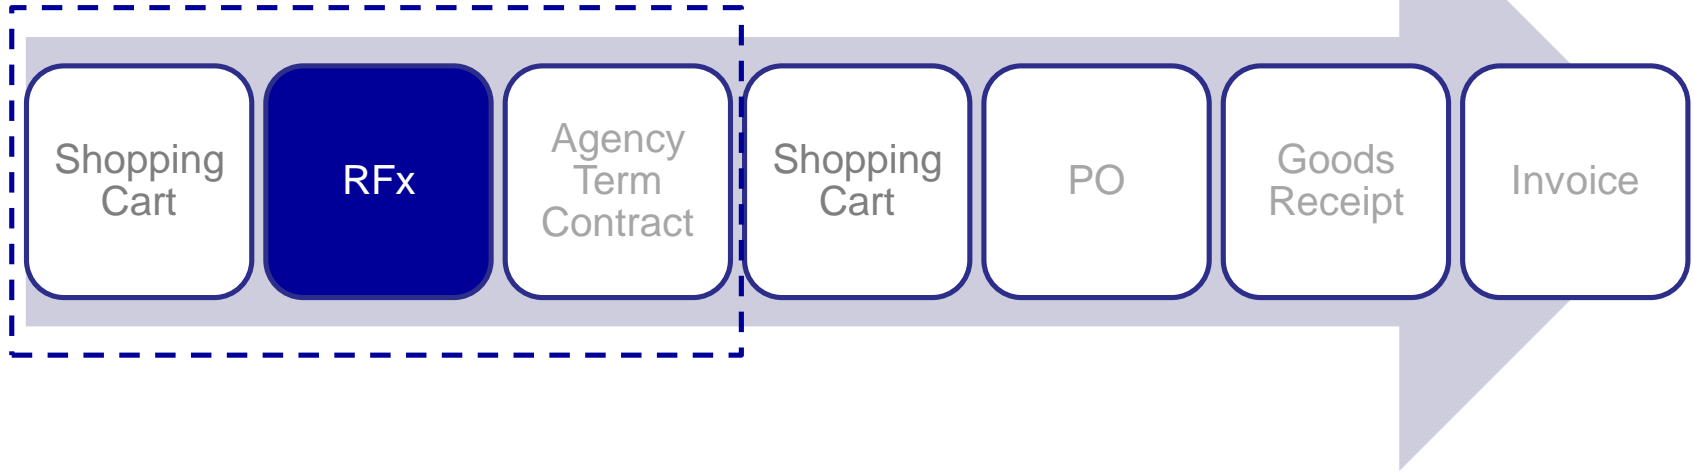 Shopping
Cart
RFx
Agency
Term
Contract
Shopping
Cart
PO
Goods
Receipt
Invoice